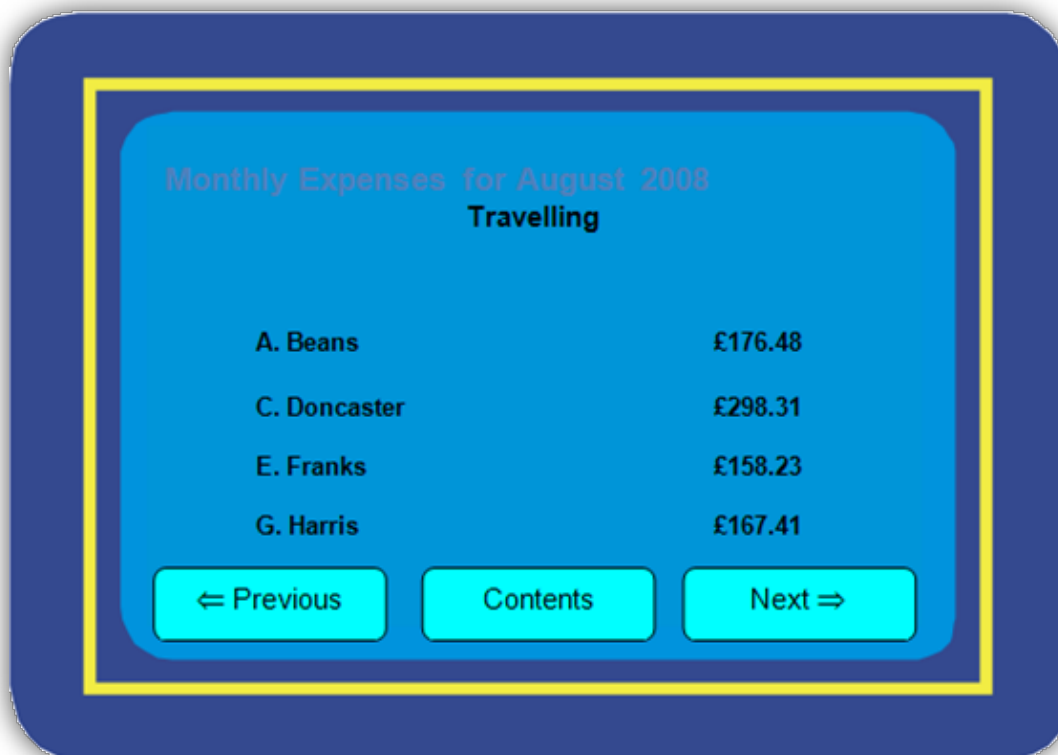 Monthly Expenses for August 2008
Travelling
A. Beans £176.48
C. Doncaster £298.31
E. Franks £158.23
G. Harris £167.41
⇐ Previous Contents Next ⇒